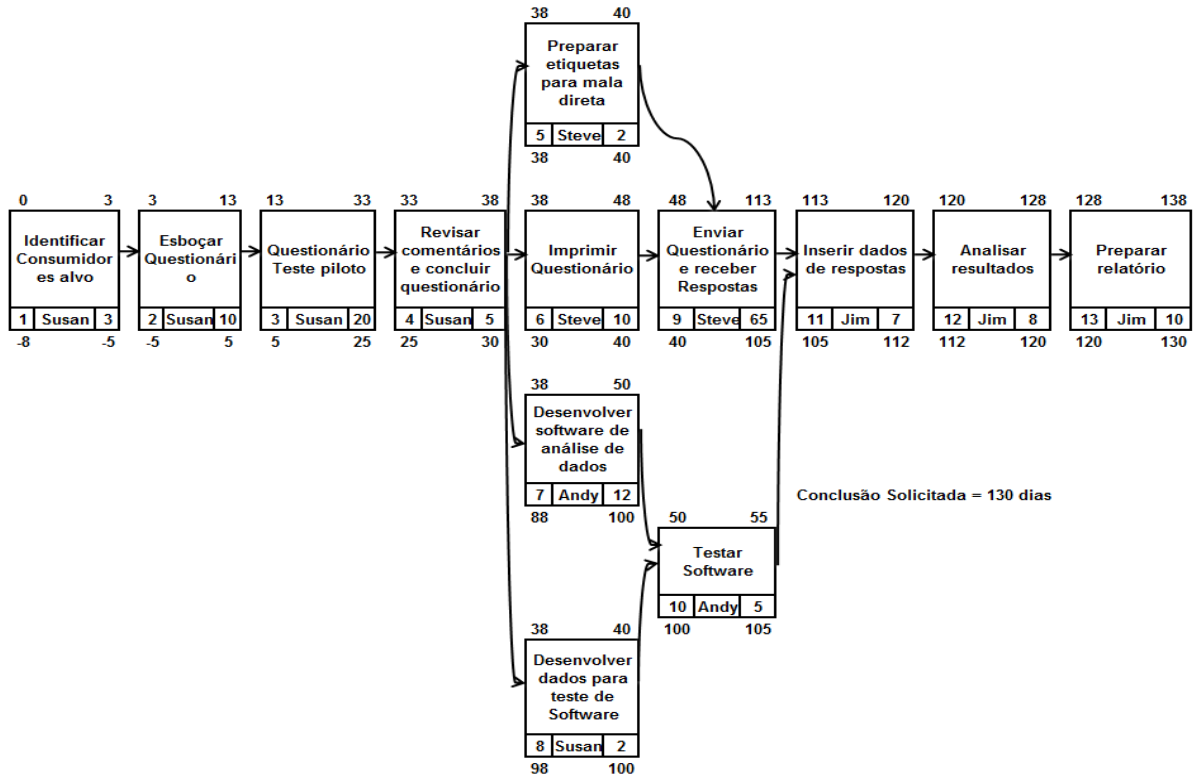 38 40
Preparar
etiquetas
para mala
direta
5 Steve 2
38 40
0 3
Identificar
Consumidor
es alvo
1 Susan 3
-8 -5
3 13
Esboçar
Questionári
o
2 Susan 10
-5 5
13 33
Questionário
Teste piloto
3 Susan 20
5 25
33 38
Revisar
comentários
e concluir
questionário
4 Susan 5
25 30
38 48
Imprimir
Questionário
6 Steve 10
30 40
48 113
Enviar
Questionário
e receber
Respostas
9 Steve 65
40 105
113 120
Inserir dados
de respostas
11 Jim 7
105 112
120 128
Analisar
resultados
12 Jim 8
112 120
128 138
Preparar
relatório
13 Jim 10
120 130
38 50
Desenvolver
software de
análise de
dados
7 Andy 12
88 100
Conclusão Solicitada = 130 dias
50 55
Testar
Software
10 Andy 5
100 105
38 40
Desenvolver
dados para
teste de
Software
8 Susan 2
98 100